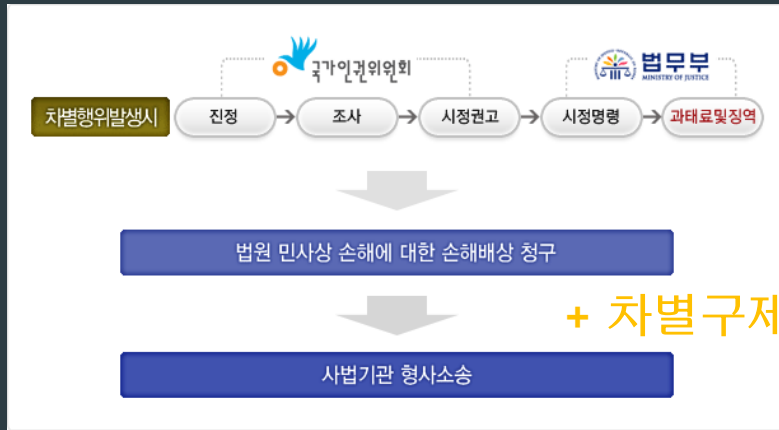 국가인권위원회
법무부
MINISTRY OF JUSTICE
차별행위발생시 진정 조사 시정권고 시정명령 과태료및징역
법원 민사상 손해에 대한 손해배상 청구
+ 차별구제
사법기관 형사소송